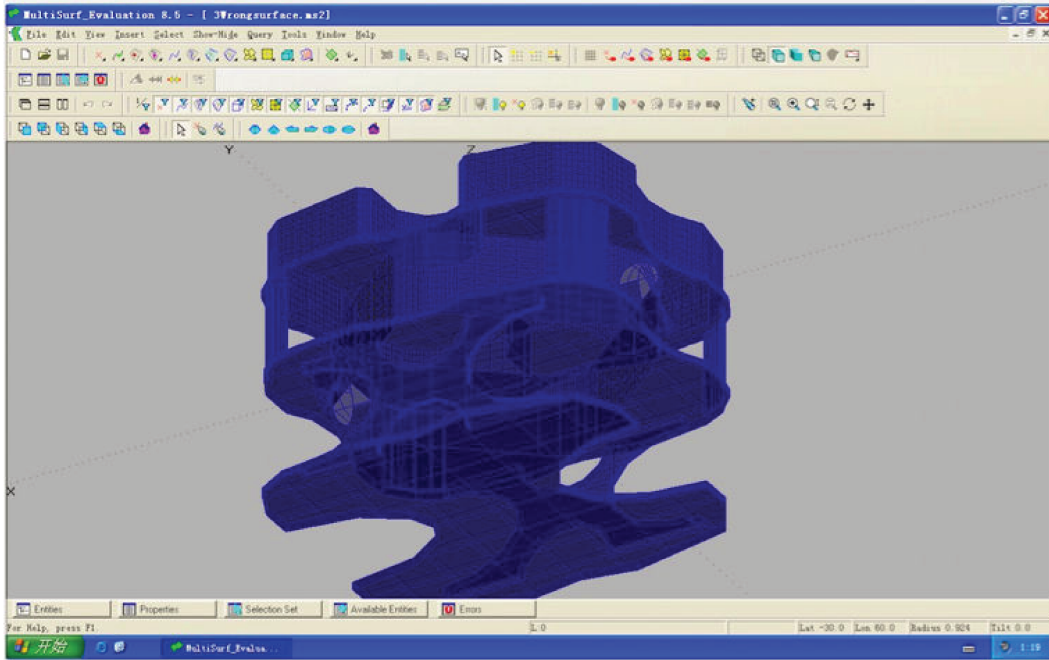 MultiSurf_Evaluation 8.5 - [ 3Wrongsurface.ms2]
File Edit View Insert Select Show-Hide Query Tools Window Help
Y
Z
X
Entities Properties Selection Set Available Entities Errors
For Help, press F1. L:0 Lat -30.0 Lon 60.0 Radius 0.924 Tilt 0.0
开始 MultiSurf_Evalua... 1:19